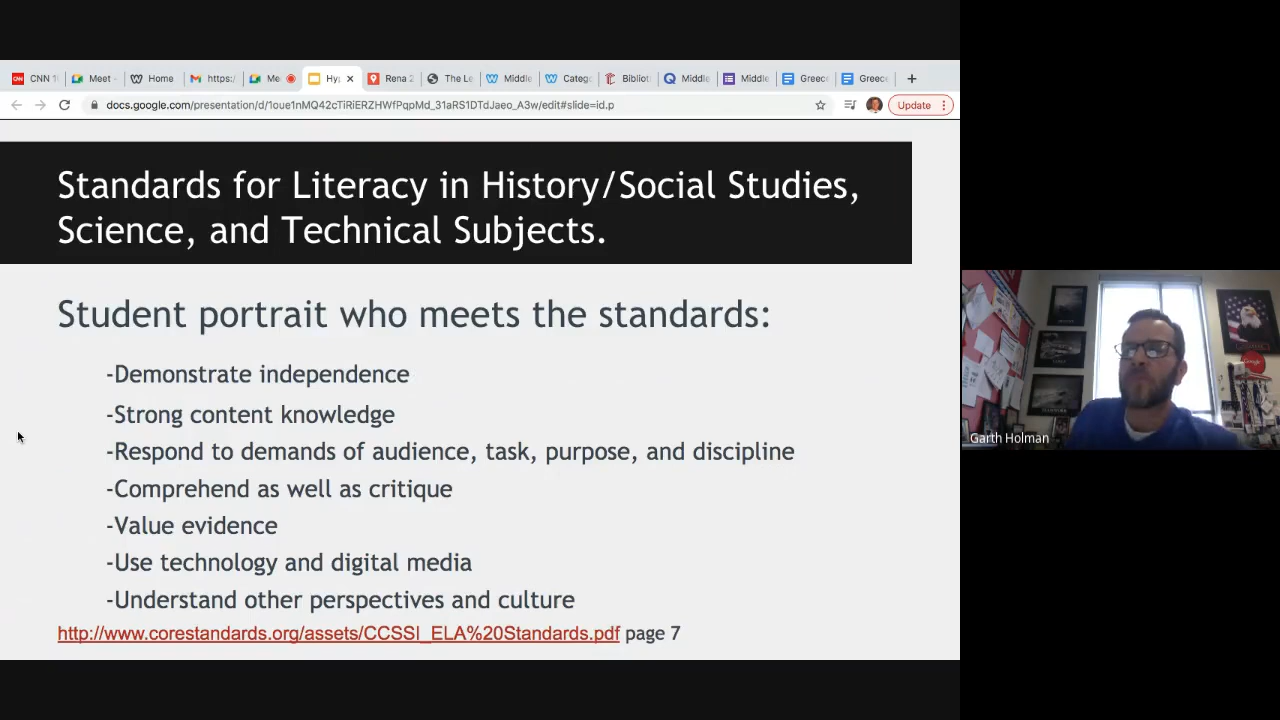 CNN 1
Meet -
Home
https:/
Me
Hy
Rena 2
The Le
Middle
Catego
Bibliot
Middle
Middle
Greece
Greece
docs.google.com/presentation/d/1oue1nMQ42cTiRiERZHWfPqpMd_31aRS1DTdJaeo_A3w/edit#slide=id.p
Update
Standards for Literacy in History/Social Studies,
Science, and Technical Subjects.
Student portrait who meets the standards:
-Demonstrate independence
-Strong content knowledge
-Respond to demands of audience, task, purpose, and discipline
-Comprehend as well as critique
-Value evidence
-Use technology and digital media
-Understand other perspectives and culture
http://www.corestandards.org/assets/CCSSI_ELA%20Standards.pdf page 7
Garth Holman